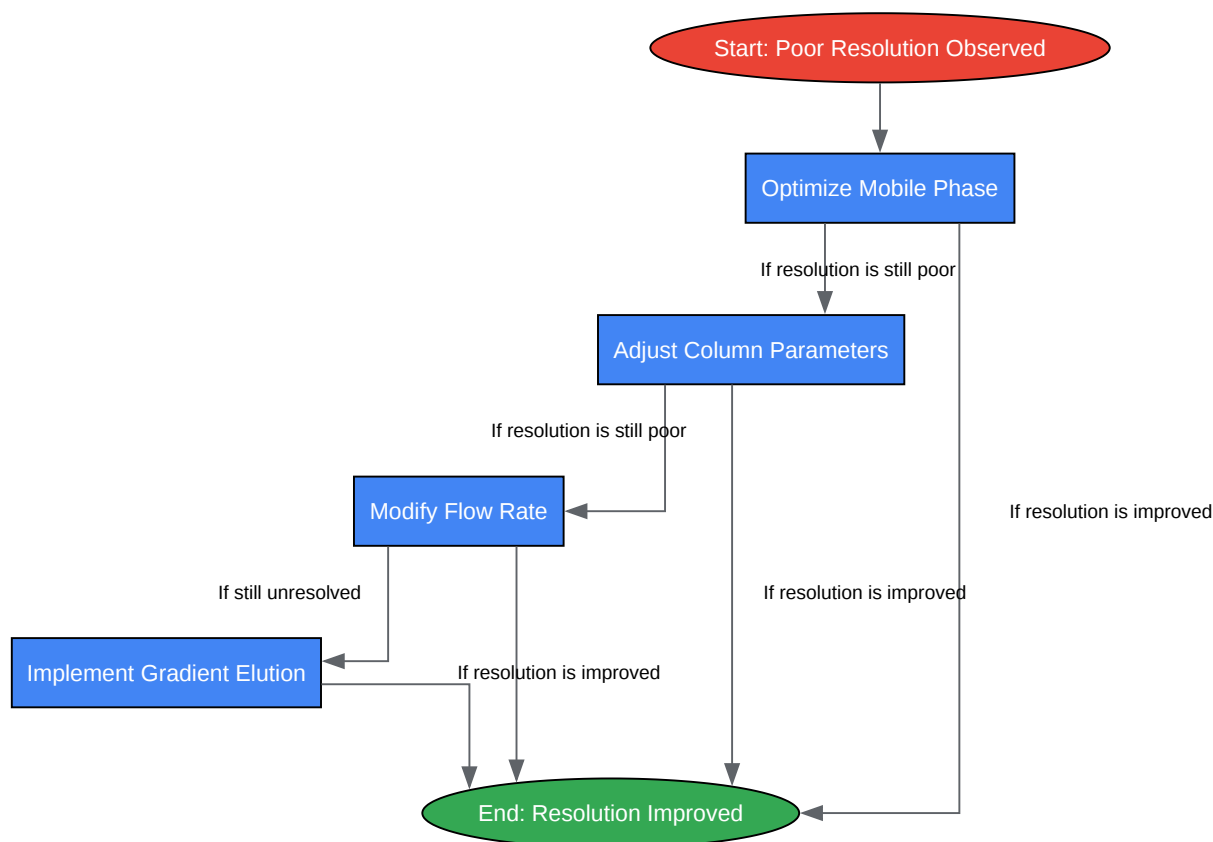 Start: Poor Resolution Observed
Optimize Mobile Phase
If resolution is still poor
Adjust Column Parameters
If resolution is still poor
Modify Flow Rate
If resolution is improved
If still unresolved
If resolution is improved
Implement Gradient Elution
If resolution is improved
End: Resolution Improved